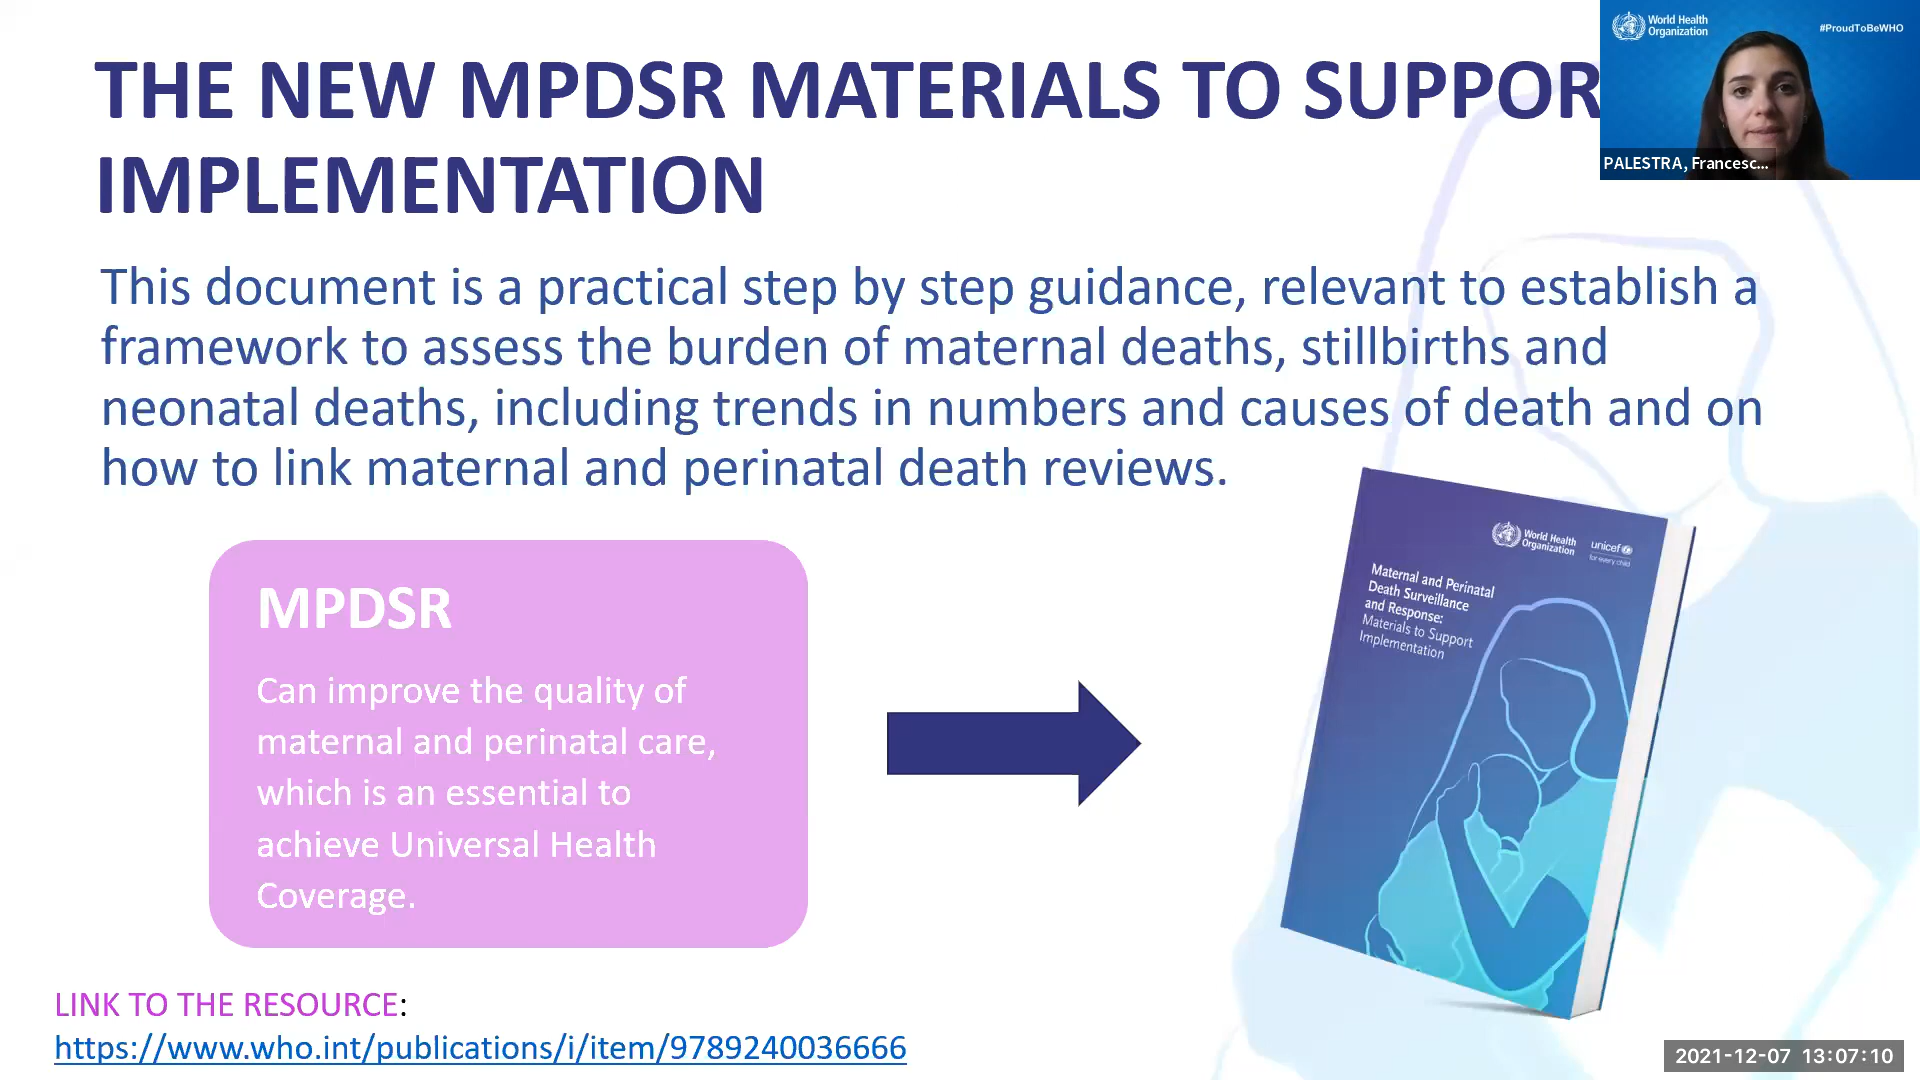 THE NEW MPDSR MATERIALS TO SUPPOR
IMPLEMENTATION
World Health
Organization
#ProudToBeWHO
PALESTRA, Francesc...
This document is a practical step by step guidance, relevant to establish a
framework to assess the burden of maternal deaths, stillbirths and
neonatal deaths, including trends in numbers and causes of death and on
how to link maternal and perinatal death reviews.
MPDSR
Can improve the quality of
maternal and perinatal care,
which is an essential to
achieve Universal Health
Coverage.
World Health
Organization
unicef
for every child
Maternal and Perinatal
Death Surveillance
and Response:
Materials to Support
Implementation
LINK TO THE RESOURCE:
https://www.who.int/publications/i/item/9789240036666
2021-12-07 13:07:10